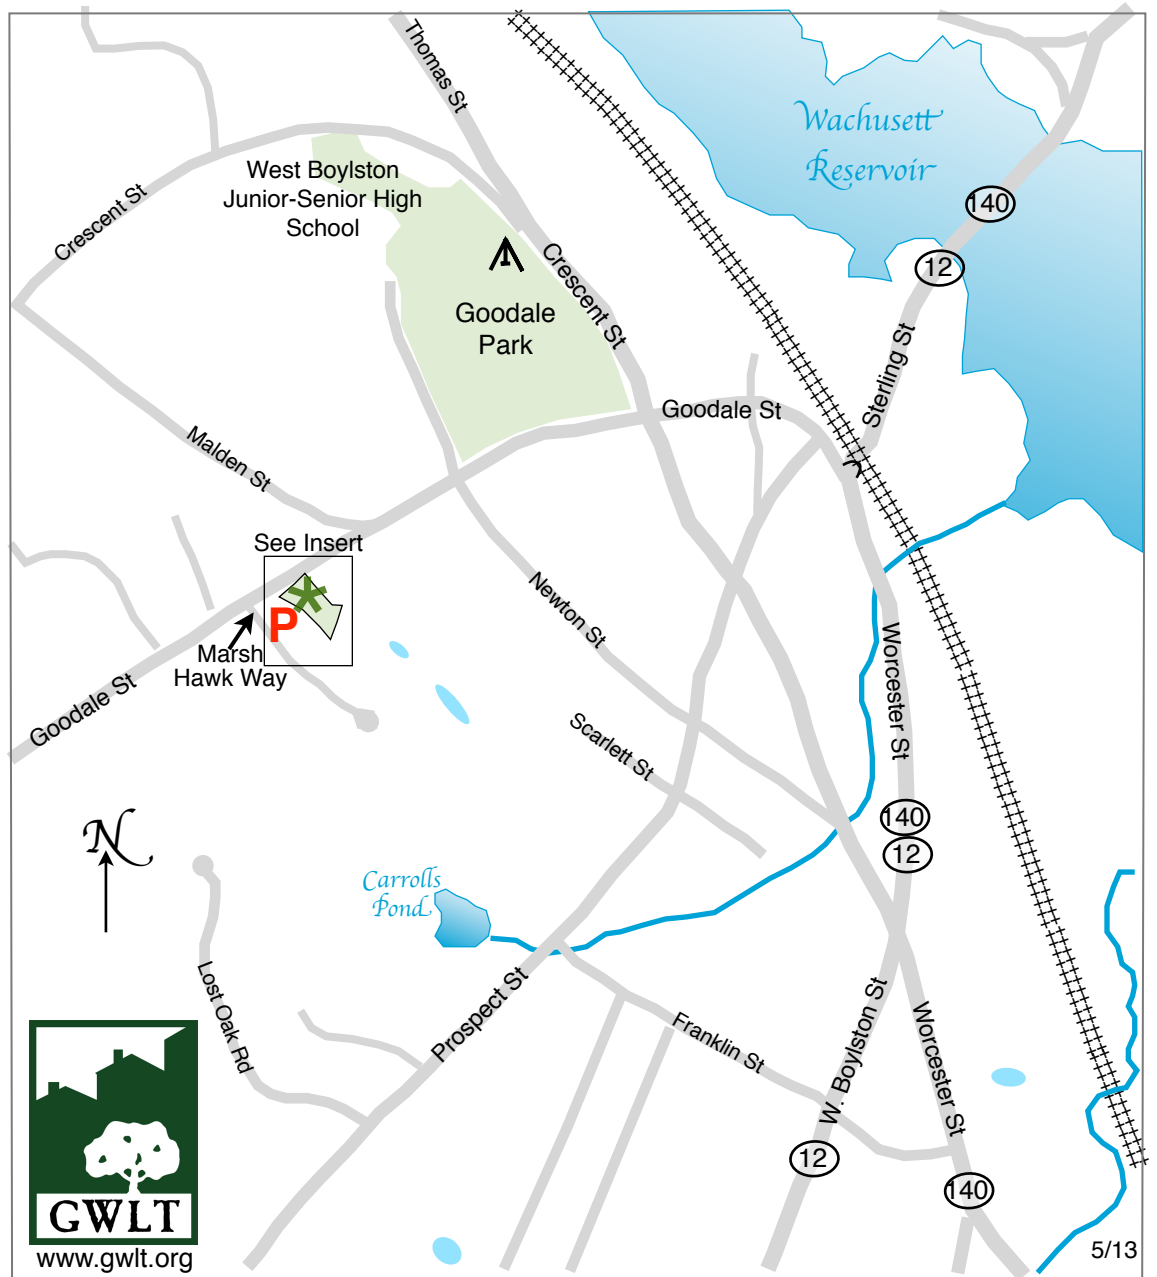 Thomas St
Wachusett
Reservoir
West Boylston
Junior-Senior High
School
Crescent St
140
12
Crescent St
Goodale
Park
Sterling St
Goodale St
Malden St
See Insert
P
Marsh
Hawk Way
Goodale St
Newton St
Worcester St
Scarlett St
140
12
N
Carrolls
Pond
Lost Oak Rd
Prospect St
Franklin St
W. Boylston St
Worcester St
12
140
GWLT
www.gwlt.org
5/13